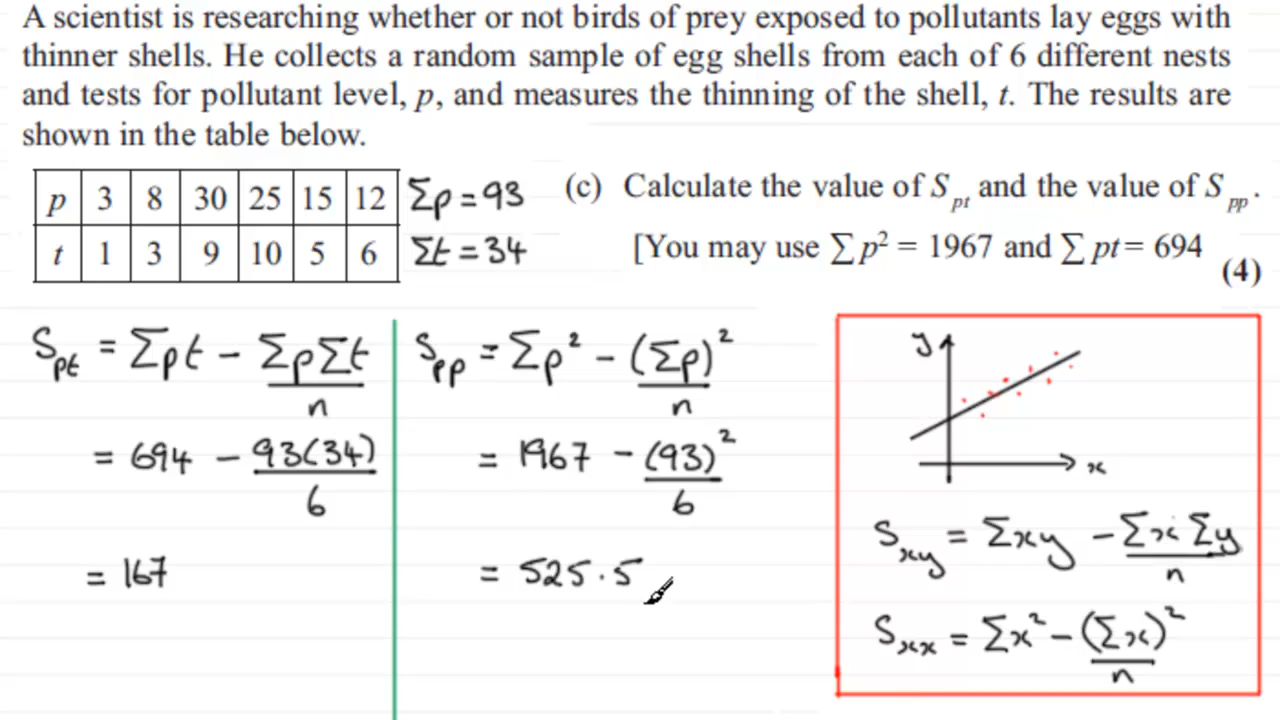 A scientist is researching whether or not birds of prey exposed to pollutants lay eggs with
thinner shells. He collects a random sample of egg shells from each of 6 different nests
and tests for pollutant level, p, and measures the thinning of the shell, t. The results are
shown in the table below.
p 3 8 30 25 15 12 Σp = 93
t 1 3 9 10 5 6 Σt = 34
(c) Calculate the value of S_pt and the value of S_pp.
[You may use Σp² = 1967 and Σpt = 694
(4)
S_pt = Σpt - ΣpΣt/n
= 694 - 93(34)/6
= 167
S_pp = Σp² - (Σp)²/n
= 1967 - (93)²/6
= 525.5
y
x
S_xy = Σxy - ΣxΣy/n
S_xx = Σx² - (Σx)²/n